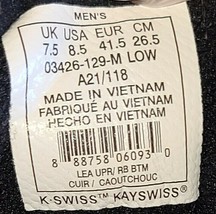 MEN'S
UK USA EUR CM
7.5 8.5 41.5 26.5
03426-129-M LOW
A21/118
MADE IN VIETNAM
FABRIQUÉ AU VIETNAM
HECHO EN VIETNAM
8 88758 06093 0
LEA UPR/ RB BTM
CUIR / CAOUTCHOUC
K·SWISS™ KAYSWISS®